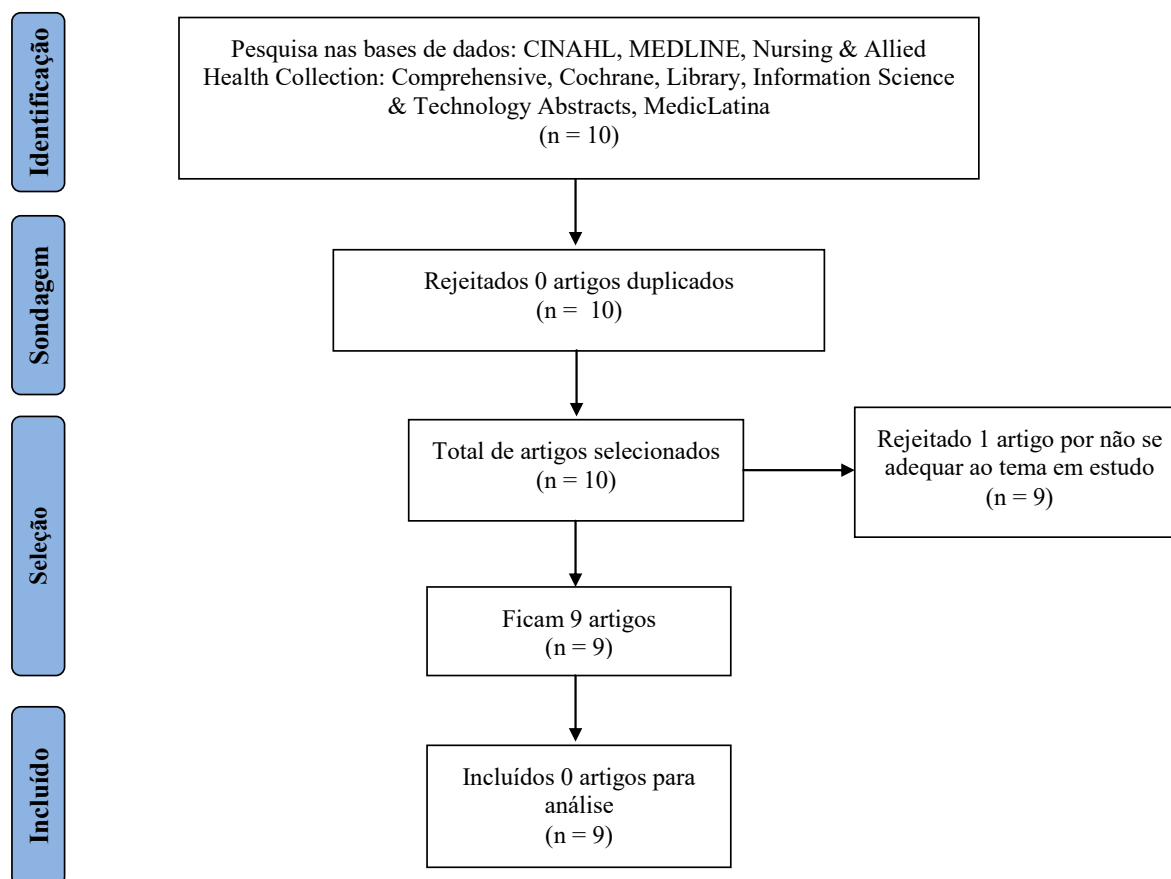 Identificação
Pesquisa nas bases de dados: CINAHL, MEDLINE, Nursing & Allied
Health Collection: Comprehensive, Cochrane, Library, Information Science
& Technology Abstracts, MedicLatina
(n = 10)
Sondagem
Rejeitados 0 artigos duplicados
(n = 10)
Seleção
Total de artigos selecionados
(n = 10)
Rejeitado 1 artigo por não se
adequar ao tema em estudo
(n = 9)
Ficam 9 artigos
(n = 9)
Incluído
Incluídos 0 artigos para
análise
(n = 9)